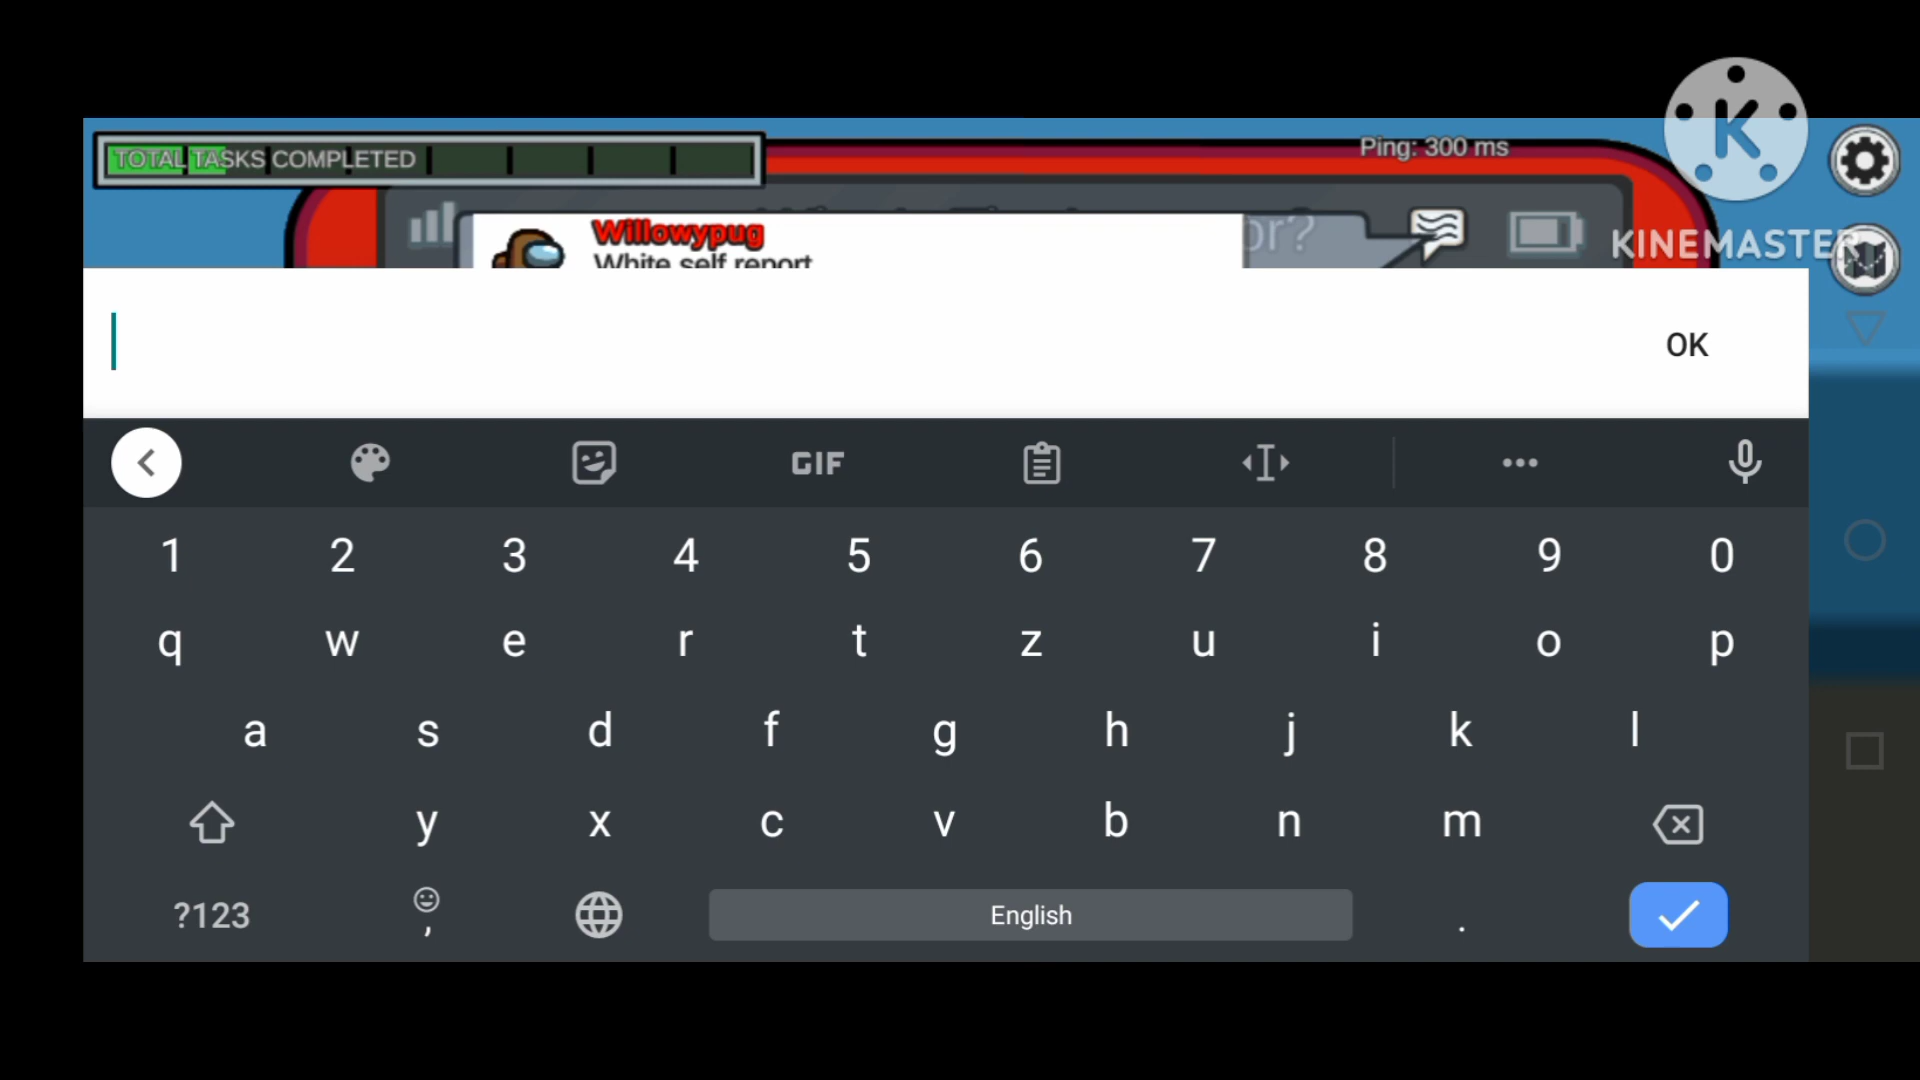 TOTAL TASKS COMPLETED
Ping: 300 ms
K
KINEMASTER
or?
Willowypug
White self report
OK
GIF
1 2 3 4 5 6 7 8 9 0
q w e r t z u i o p
a s d f g h j k l
y x c v b n m
?123 , English .